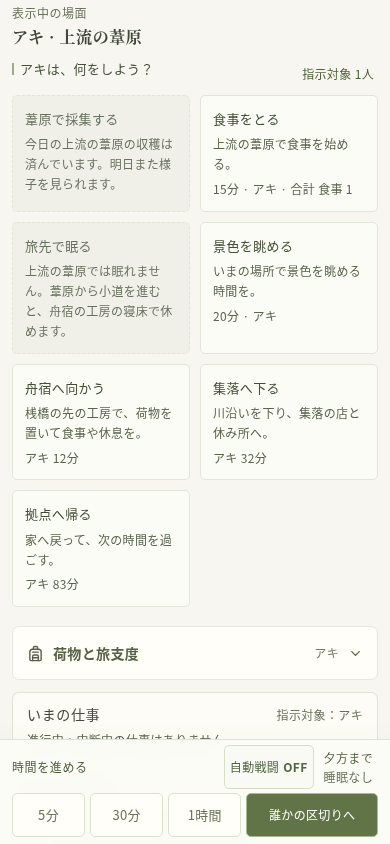 表示中の場面
アキ · 上流の葦原
アキは、何をしよう？
指示対象 1人
葦原で採集する
今日の上流の葦原の収穫は
済んでいます。明日また様
子を見られます。
食事をとる
上流の葦原で食事を始め
る。
15分 · アキ · 合計 食事 1
旅先で眠る
上流の葦原では眠れませ
ん。葦原から小道を進む
と、舟宿の工房の寝床で休
めます。
景色を眺める
いまの場所で景色を眺める
時間を。
20分 · アキ
舟宿へ向かう
桟橋の先の工房で、荷物を
置いて食事や休息を。
アキ 12分
集落へ下る
川沿いを下り、集落の店と
休み所へ。
アキ 32分
拠点へ帰る
家へ戻って、次の時間を過
ごす。
アキ 83分
荷物と旅支度
アキ
いまの仕事
指示対象：アキ
進行中・中断中の仕事はありません
時間を進める
自動戦闘 OFF
夕方まで
睡眠なし
5分
30分
1時間
誰かの区切りへ